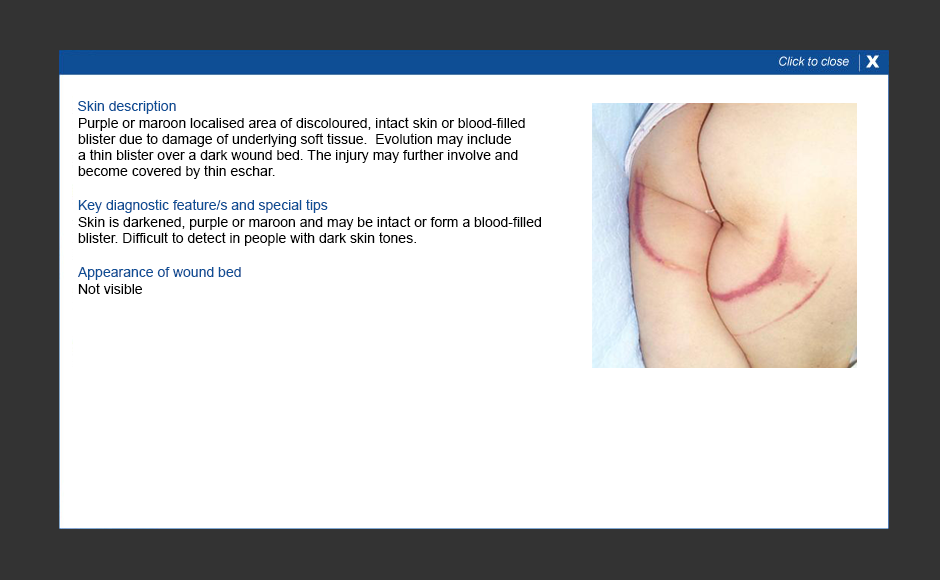 Click to close X
Skin description
Purple or maroon localised area of discoloured, intact skin or blood-filled
blister due to damage of underlying soft tissue.  Evolution may include
a thin blister over a dark wound bed. The injury may further involve and
become covered by thin eschar.
Key diagnostic feature/s and special tips
Skin is darkened, purple or maroon and may be intact or form a blood-filled
blister. Difficult to detect in people with dark skin tones.
Appearance of wound bed
Not visible